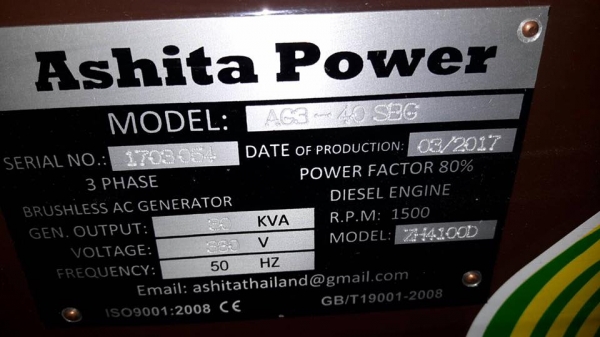 Ashita Power
MODEL: AG3-40 SBG
SERIAL NO.: 1703054 DATE OF PRODUCTION: 03/2017
3 PHASE POWER FACTOR 80%
BRUSHLESS AC GENERATOR DIESEL ENGINE
GEN. OUTPUT: KVA R.P.M: 1500
VOLTAGE: V MODEL: ZH4100D
FREQUENCY: 50 HZ
Email: ashitathailand@gmail.com
ISO9001:2008 CE GB/T19001-2008